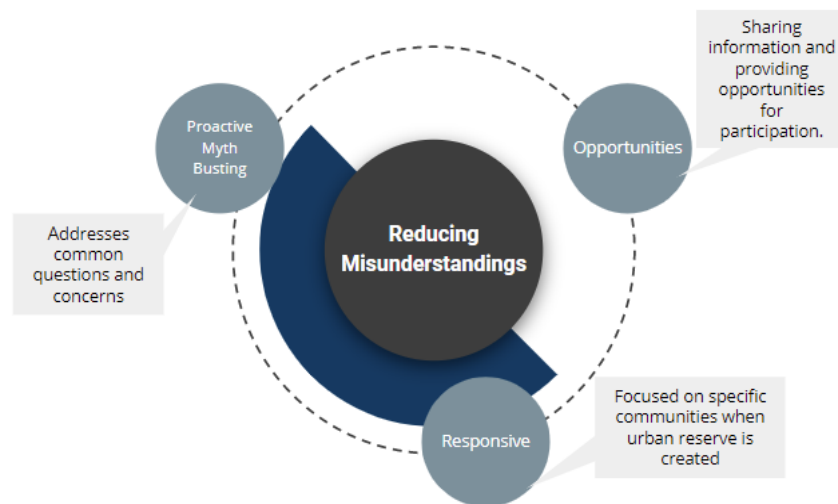 Sharing
information and
providing
opportunities
for
participation.
Proactive
Myth
Busting
Opportunities
Reducing
Misunderstandings
Addresses
common
questions and
concerns
Responsive
Focused on specific
communities when
urban reserve is
created